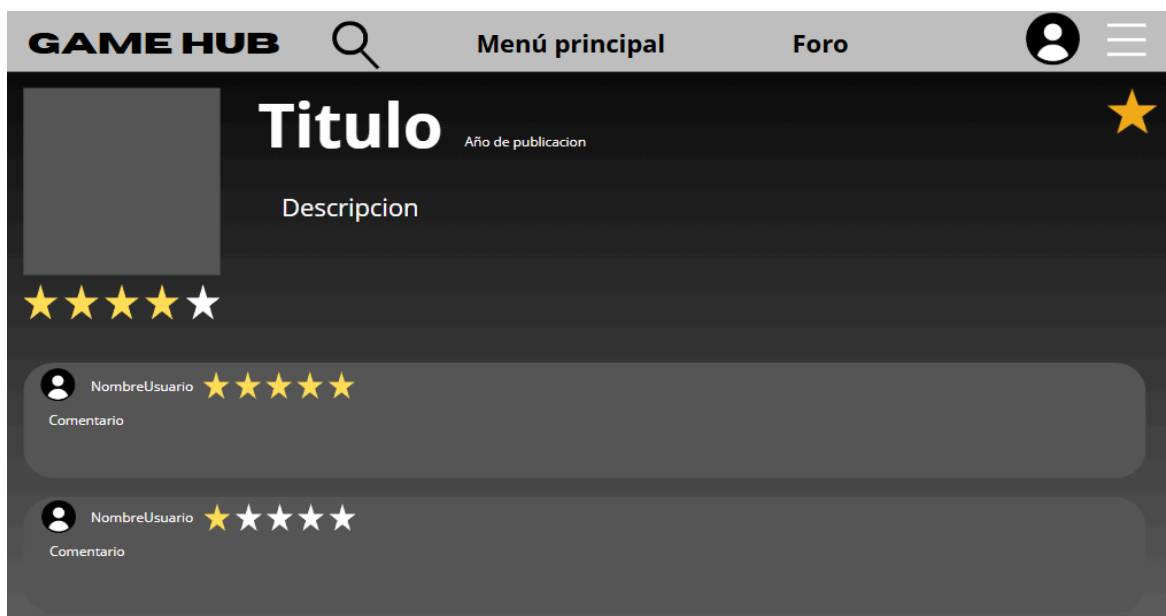 GAME HUB Menú principal Foro
Titulo Año de publicacion
Descripcion
NombreUsuario
Comentario
NombreUsuario
Comentario